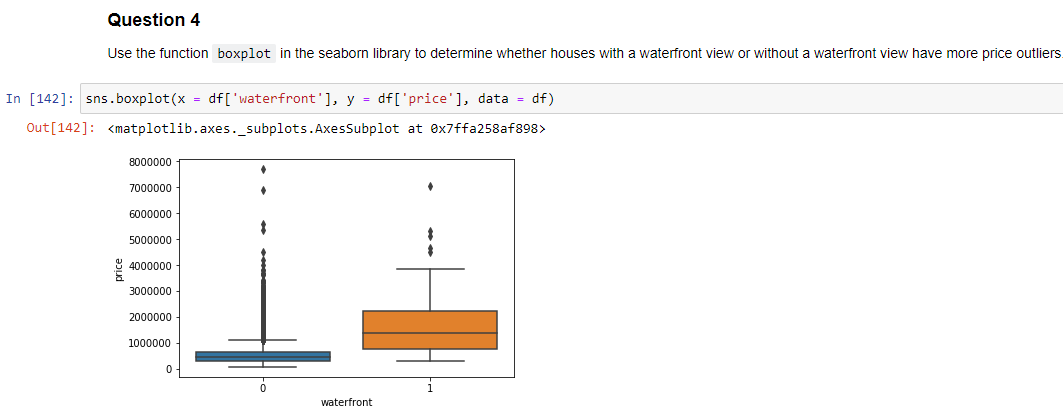 Question 4
Use the function boxplot in the seaborn library to determine whether houses with a waterfront view or without a waterfront view have more price outliers
In [142]: sns.boxplot(x = df['waterfront'], y = df['price'], data = df)
Out[142]: <matplotlib.axes._subplots.AxesSubplot at 0x7ffa258af898>
8000000
7000000
6000000
5000000
4000000
3000000
2000000
1000000
0
price
0 1
waterfront